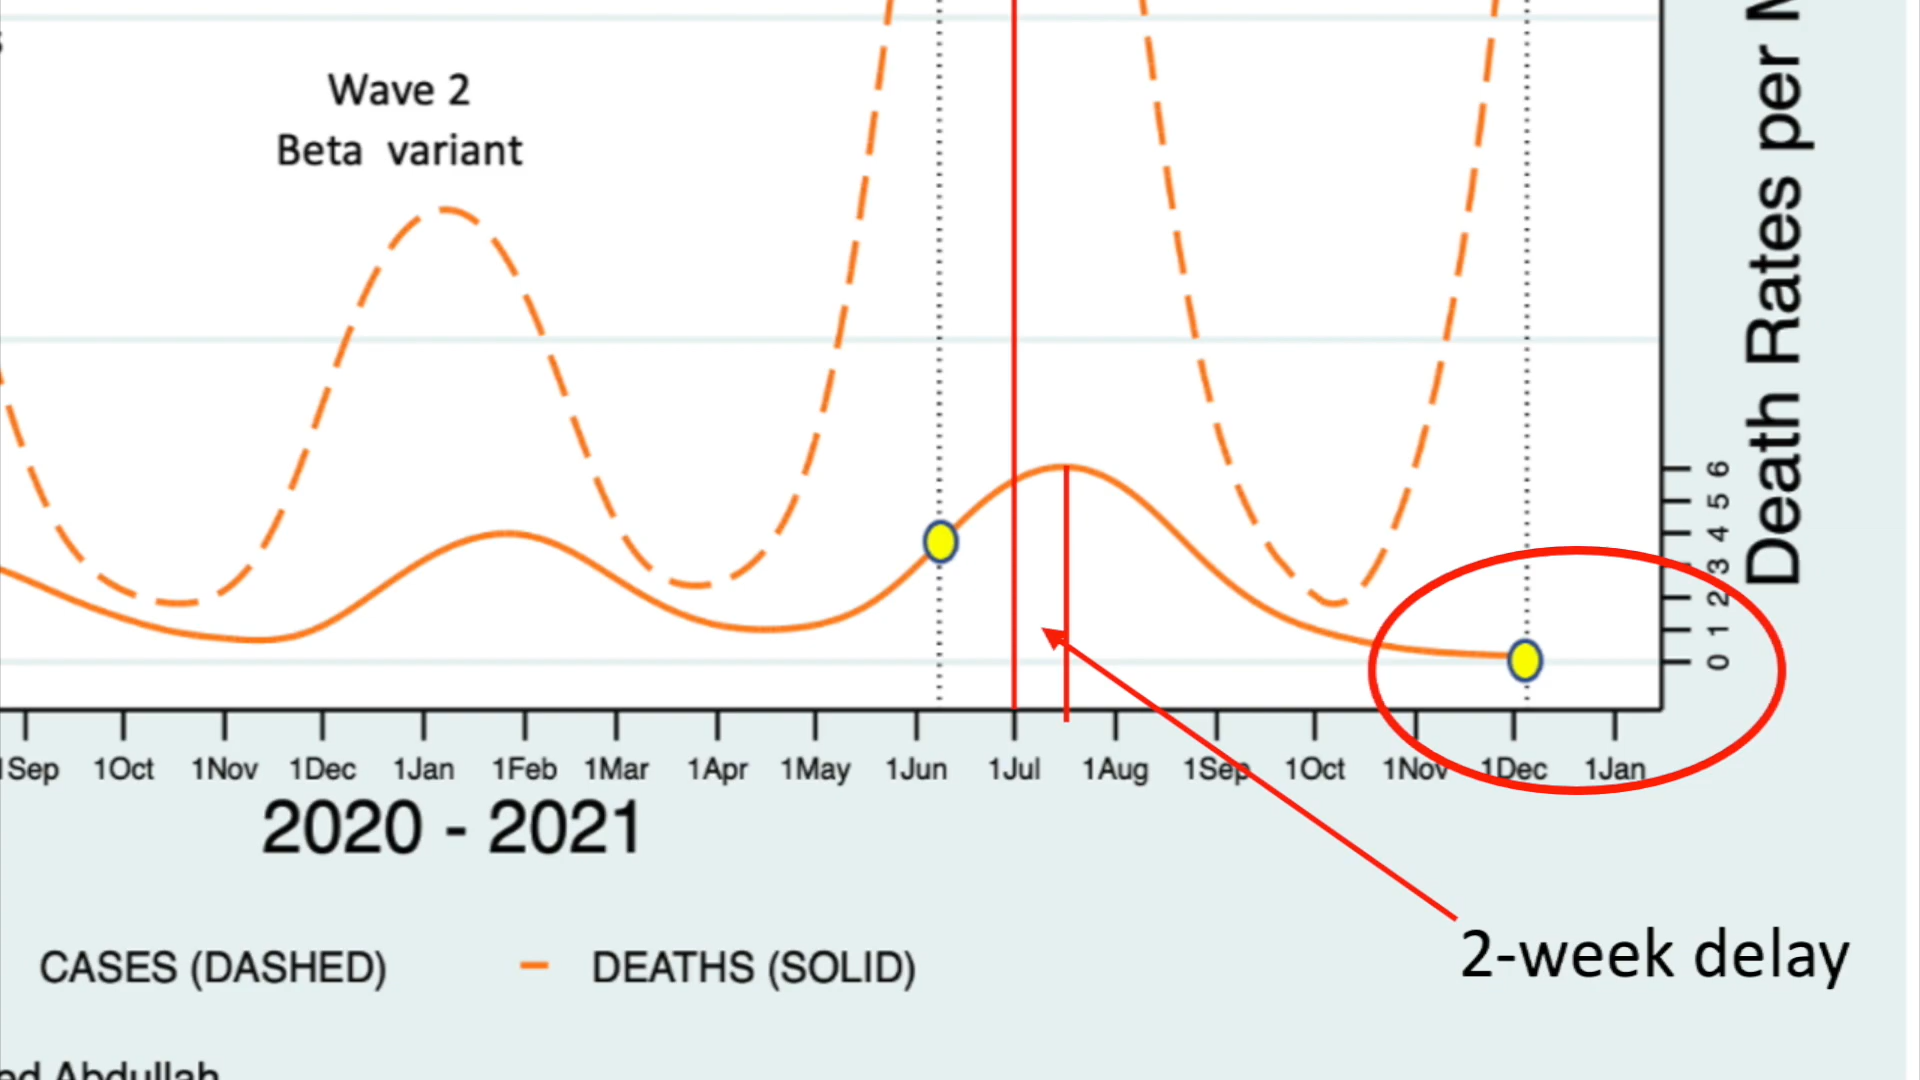 Wave 2
Beta variant
Death Rates per
6
5
4
3
2
1
0
1Sep 1Oct 1Nov 1Dec 1Jan 1Feb 1Mar 1Apr 1May 1Jun 1Jul 1Aug 1Sep 1Oct 1Nov 1Dec 1Jan
2020 - 2021
CASES (DASHED) DEATHS (SOLID)
2-week delay
Abdullah